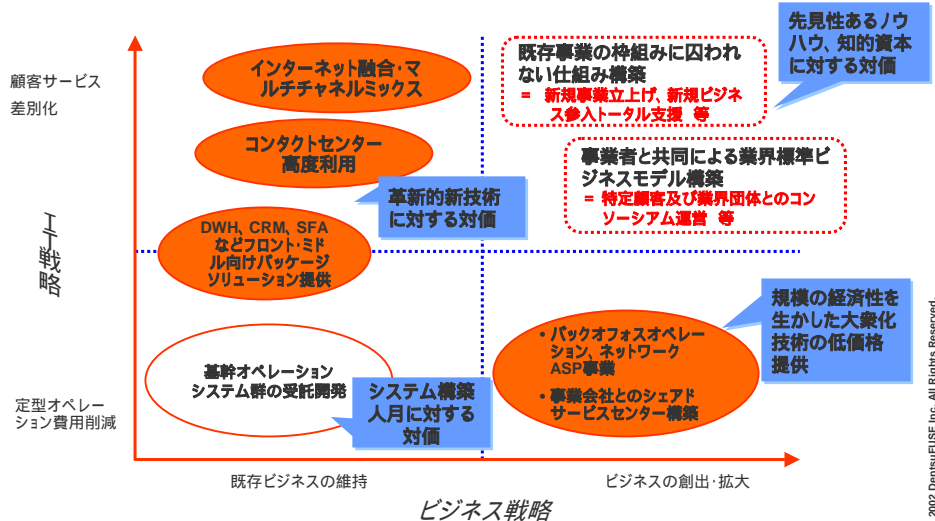 先見性あるノウ
ハウ、知的資本
に対する対価
顧客サービス
差別化
インターネット融合・マ
ルチチャネルミックス
既存事業の枠組みに囚われ
ない仕組み構築
= 新規事業立上げ、新規ビジネ
ス参入トータル支援 等
コンタクトセンター
高度利用
事業者と共同による業界標準ビ
ジネスモデル構築
= 特定顧客及び業界団体とのコン
ソーシアム運営 等
革新的新技術
に対する対価
IT戦略
DWH、CRM、SFA
などフロント・ミド
ル向けパッケージ
ソリューション提供
規模の経済性を
生かした大衆化
技術の低価格
提供
• バックオフォスオペレー
ション、ネットワーク
ASP事業
• 事業会社とのシェアド
サービスセンター構築
基幹オペレーション
システム群の受託開発
システム構築
人月に対する
対価
定型オペレー
ション費用削減
既存ビジネスの維持
ビジネスの創出・拡大
ビジネス戦略
2002 DentsuFUSE Inc. All Rights Reserved.